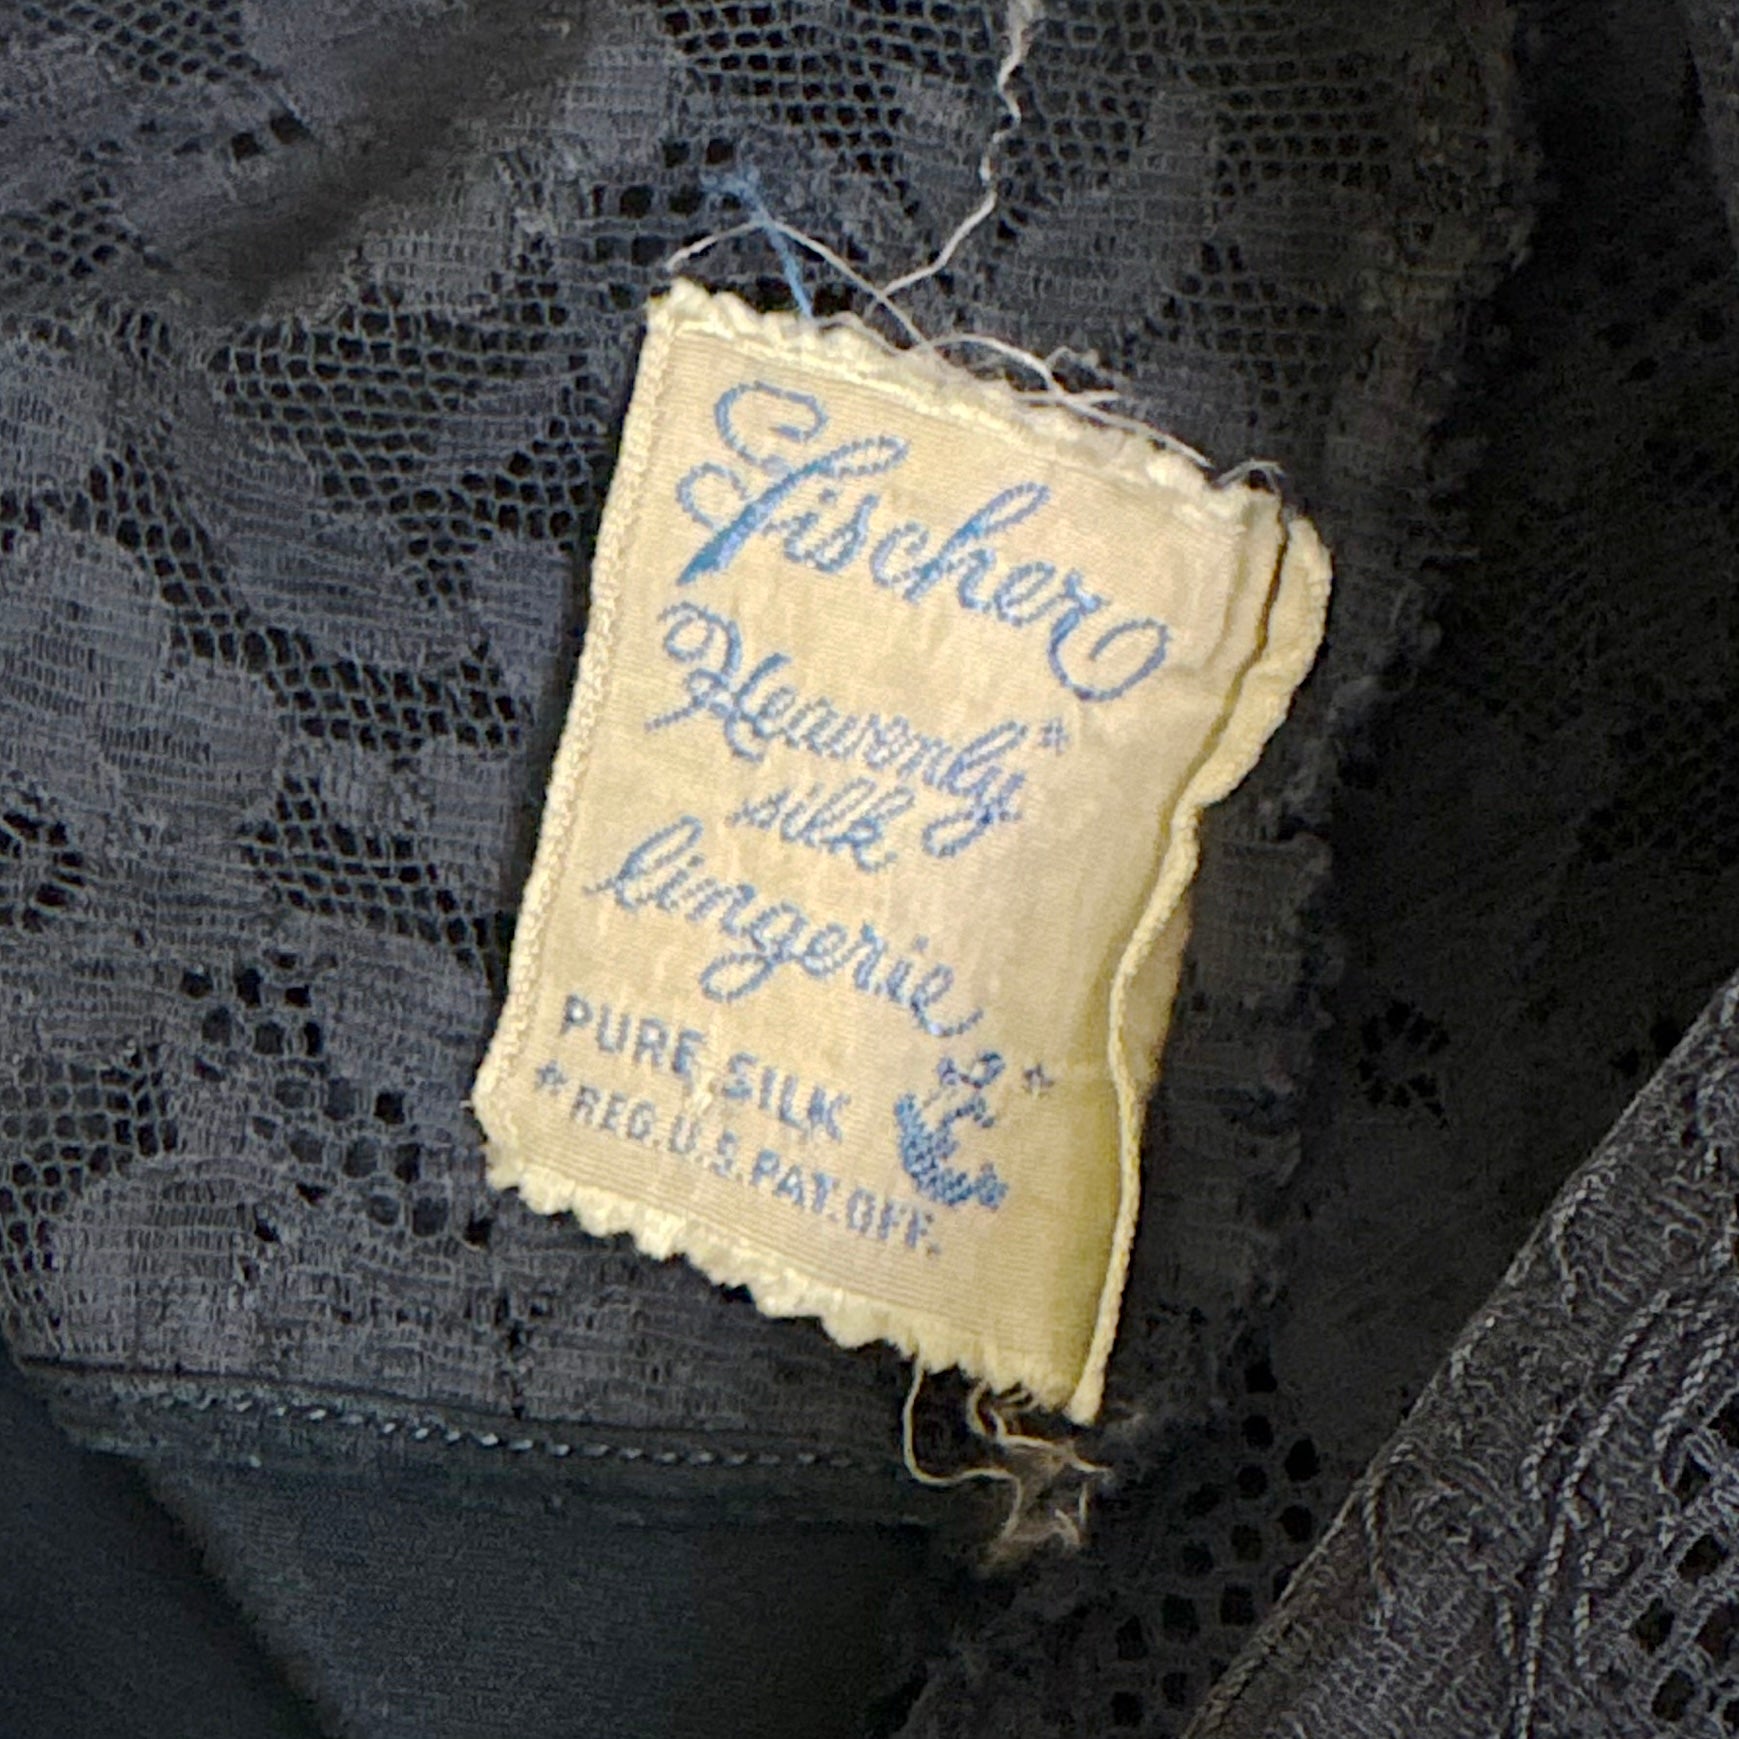 Fischer
Heavenly*
silk
lingerie
PURE SILK *
*REG.U.S.PAT.OFF.